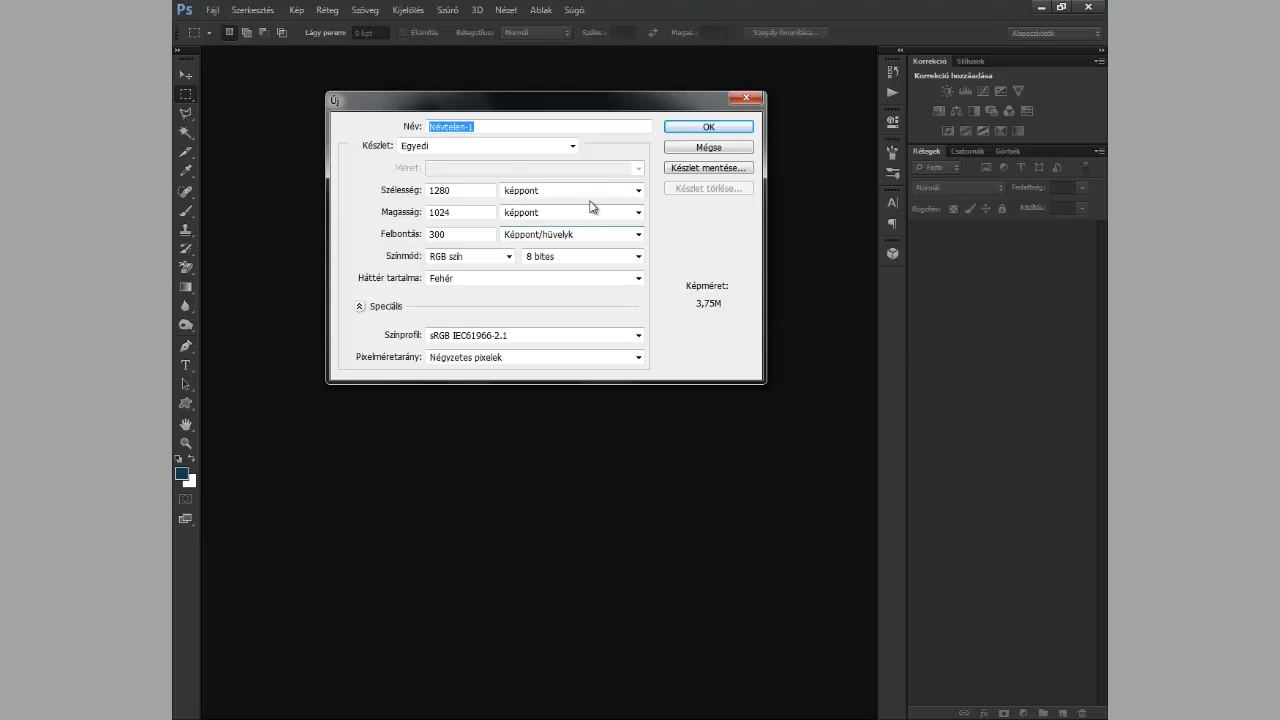 Ps Fájl Szerkesztés Kép Réteg Szöveg Kijelölés Szűrő 3D Nézet Ablak Súgó
Lágy perem: 0 kpt Élsimítás Rétegstílus: Normál Széles.: Magas.: Szegély finomítása... Alapeszközök
Korrekció Stílusok
Korrekció hozzáadása
Új
Név: Névtelen-1 OK
Készlet: Egyedi Mégse
Méret: Készlet mentése...
Szélesség: 1280 képpont Készlet törlése...
Magasság: 1024 képpont
Felbontás: 300 Képpont/hüvelyk
Színmód: RGB szín 8 bites
Háttér tartalma: Fehér
Képméret:
3,75M
Speciális
Színprofil: sRGB IEC61966-2.1
Pixelméretarány: Négyzetes pixelek
Rétegek Csatornák Görbék
Fajta
Normál Fedettség:
Rögzítés: Kitöltés: